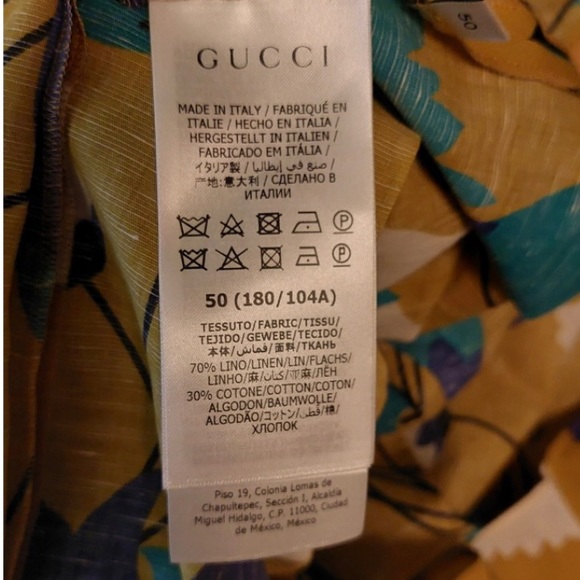 50
GUCCI
MADE IN ITALY / FABRIQUÉ EN
ITALIE / HECHO EN ITALIA /
HERGESTELLT IN ITALIEN /
FABRICADO EM ITÁLIA /
イタリア製 / صنع في إيطاليا /
产地:意大利 / СДЕЛАНО В
ИТАЛИИ
P
P
50 (180/104A)
TESSUTO/FABRIC/TISSU/
TEJIDO/GEWEBE/TECIDO/
本体/قماش/面料/ТКАНЬ
70% LINO/LINEN/LIN/FLACHS/
LINHO/麻/كتان/亚麻/ЛЁН
30% COTONE/COTTON/COTON/
ALGODON/BAUMWOLLE/
ALGODÃO/コットン/قطن/棉/
ХЛОПОК
Piso 19, Colonia Lomas de
Chapultepec, Sección I, Alcaldía
Miguel Hidalgo, C.P. 11000, Ciudad
de México, México